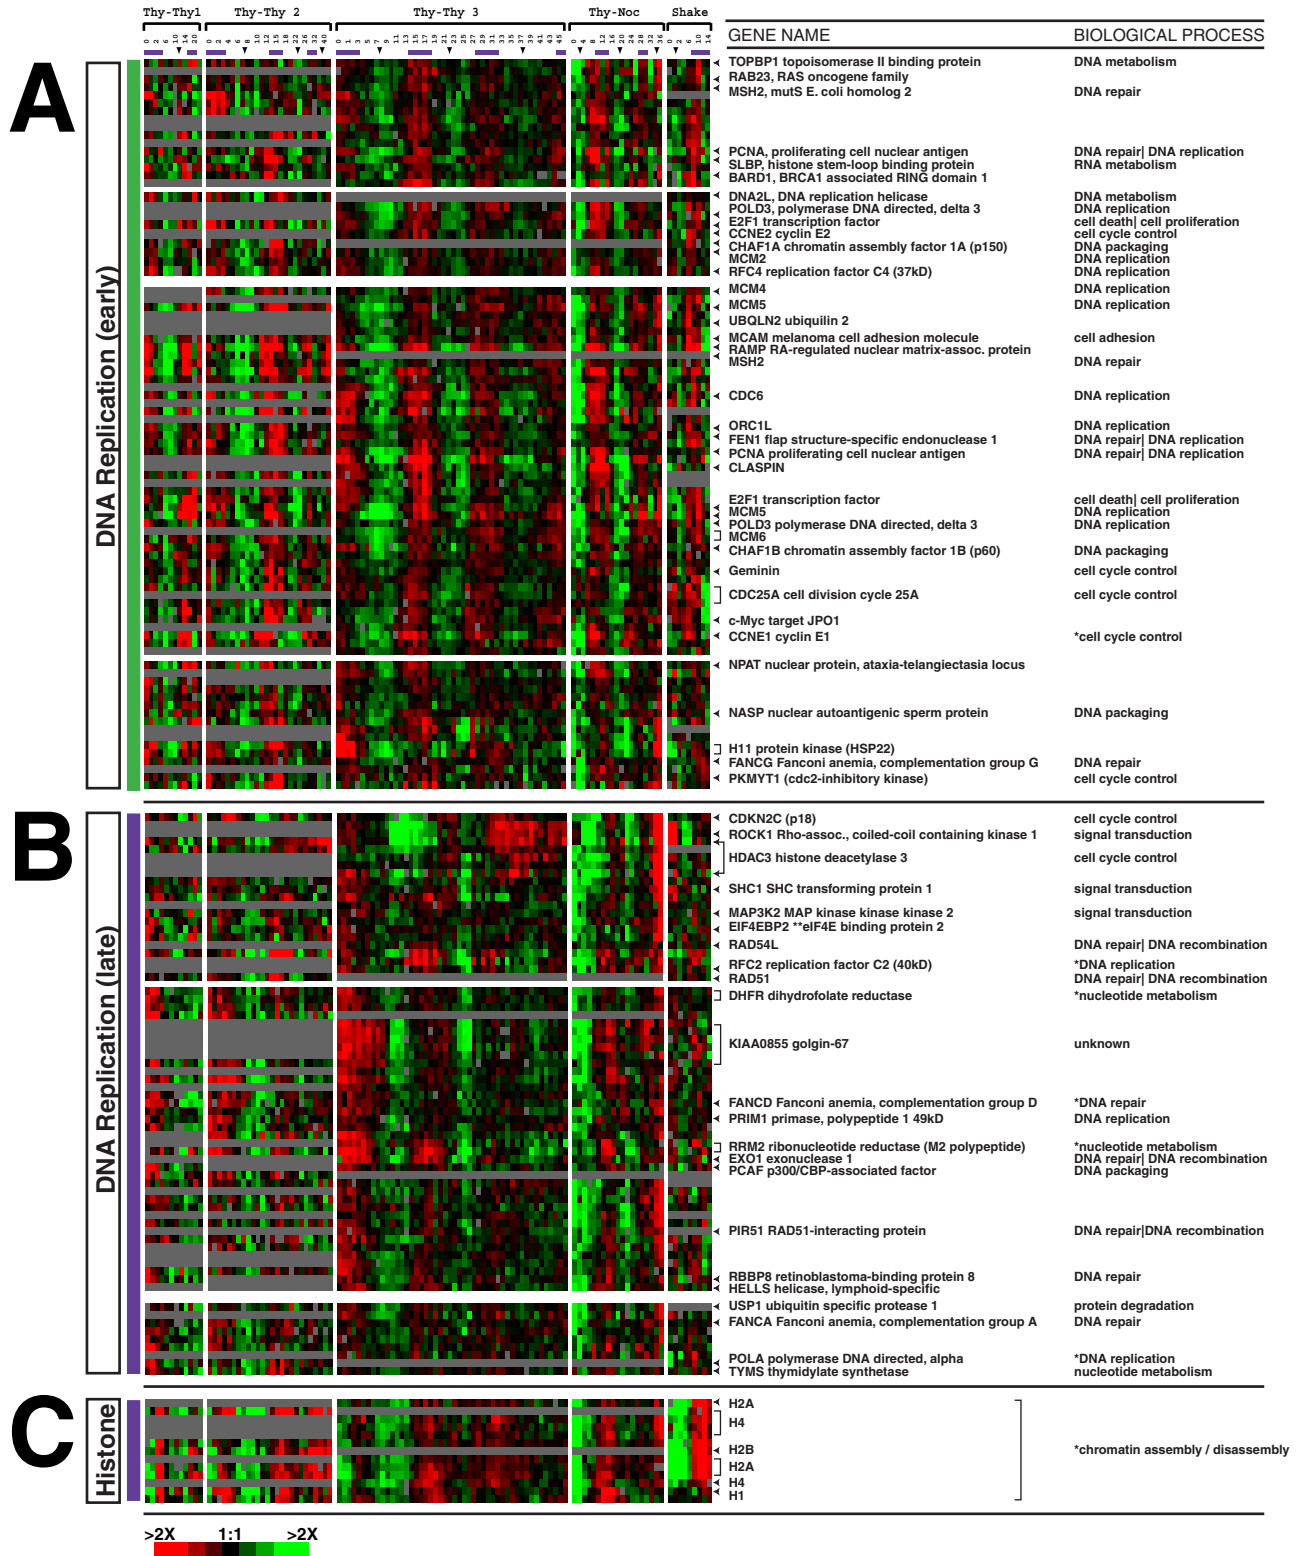 Thy-Thy1 Thy-Thy 2 Thy-Thy 3 Thy-Noc Shake
GENE NAME BIOLOGICAL PROCESS
A
DNA Replication (early)
TOPBP1 topoisomerase II binding protein DNA metabolism
RAB23, RAS oncogene family
MSH2, mutS E. coli homolog 2 DNA repair
PCNA, proliferating cell nuclear antigen DNA repair| DNA replication
SLBP, histone stem-loop binding protein RNA metabolism
BARD1, BRCA1 associated RING domain 1
DNA2L, DNA replication helicase DNA metabolism
POLD3, polymerase DNA directed, delta 3 DNA replication
E2F1 transcription factor cell death| cell proliferation
CCNE2 cyclin E2 cell cycle control
CHAF1A chromatin assembly factor 1A (p150) DNA packaging
MCM2 DNA replication
RFC4 replication factor C4 (37kD) DNA replication
MCM4 DNA replication
MCM5 DNA replication
UBQLN2 ubiquilin 2
MCAM melanoma cell adhesion molecule cell adhesion
RAMP RA-regulated nuclear matrix-assoc. protein
MSH2 DNA repair
CDC6 DNA replication
ORC1L DNA replication
FEN1 flap structure-specific endonuclease 1 DNA repair| DNA replication
PCNA proliferating cell nuclear antigen DNA repair| DNA replication
CLASPIN
E2F1 transcription factor cell death| cell proliferation
MCM5 DNA replication
POLD3 polymerase DNA directed, delta 3 DNA replication
MCM6
CHAF1B chromatin assembly factor 1B (p60) DNA packaging
Geminin cell cycle control
CDC25A cell division cycle 25A cell cycle control
c-Myc target JPO1
CCNE1 cyclin E1 *cell cycle control
NPAT nuclear protein, ataxia-telangiectasia locus
NASP nuclear autoantigenic sperm protein DNA packaging
H11 protein kinase (HSP22)
FANCG Fanconi anemia, complementation group G DNA repair
PKMYT1 (cdc2-inhibitory kinase) cell cycle control
B
DNA Replication (late)
CDKN2C (p18) cell cycle control
ROCK1 Rho-assoc., coiled-coil containing kinase 1 signal transduction
HDAC3 histone deacetylase 3 cell cycle control
SHC1 SHC transforming protein 1 signal transduction
MAP3K2 MAP kinase kinase kinase 2 signal transduction
EIF4EBP2 **eIF4E binding protein 2
RAD54L DNA repair| DNA recombination
RFC2 replication factor C2 (40kD) *DNA replication
RAD51 DNA repair| DNA recombination
DHFR dihydrofolate reductase *nucleotide metabolism
KIAA0855 golgin-67 unknown
FANCD Fanconi anemia, complementation group D *DNA repair
PRIM1 primase, polypeptide 1 49kD DNA replication
RRM2 ribonucleotide reductase (M2 polypeptide) *nucleotide metabolism
EXO1 exonuclease 1 DNA repair| DNA recombination
PCAF p300/CBP-associated factor DNA packaging
PIR51 RAD51-interacting protein DNA repair|DNA recombination
RBBP8 retinoblastoma-binding protein 8 DNA repair
HELLS helicase, lymphoid-specific
USP1 ubiquitin specific protease 1 protein degradation
FANCA Fanconi anemia, complementation group A DNA repair
POLA polymerase DNA directed, alpha *DNA replication
TYMS thymidylate synthetase nucleotide metabolism
C
Histone
H2A
H4
H2B *chromatin assembly / disassembly
H2A
H4
H1
>2X 1:1 >2X